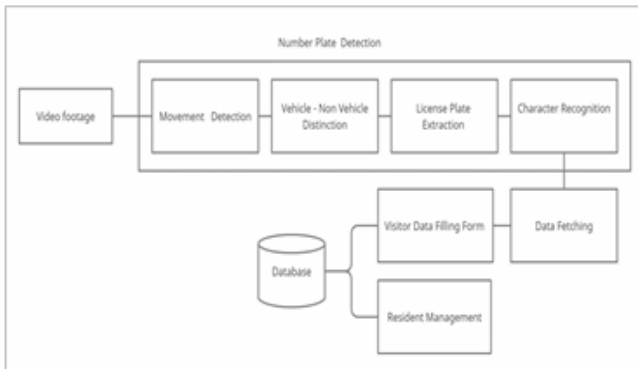 Number Plate Detection
Video footage
Movement Detection
Vehicle - Non Vehicle
Distinction
License Plate
Extraction
Character Recognition
Visitor Data Filling Form
Data Fetching
Database
Resident Management